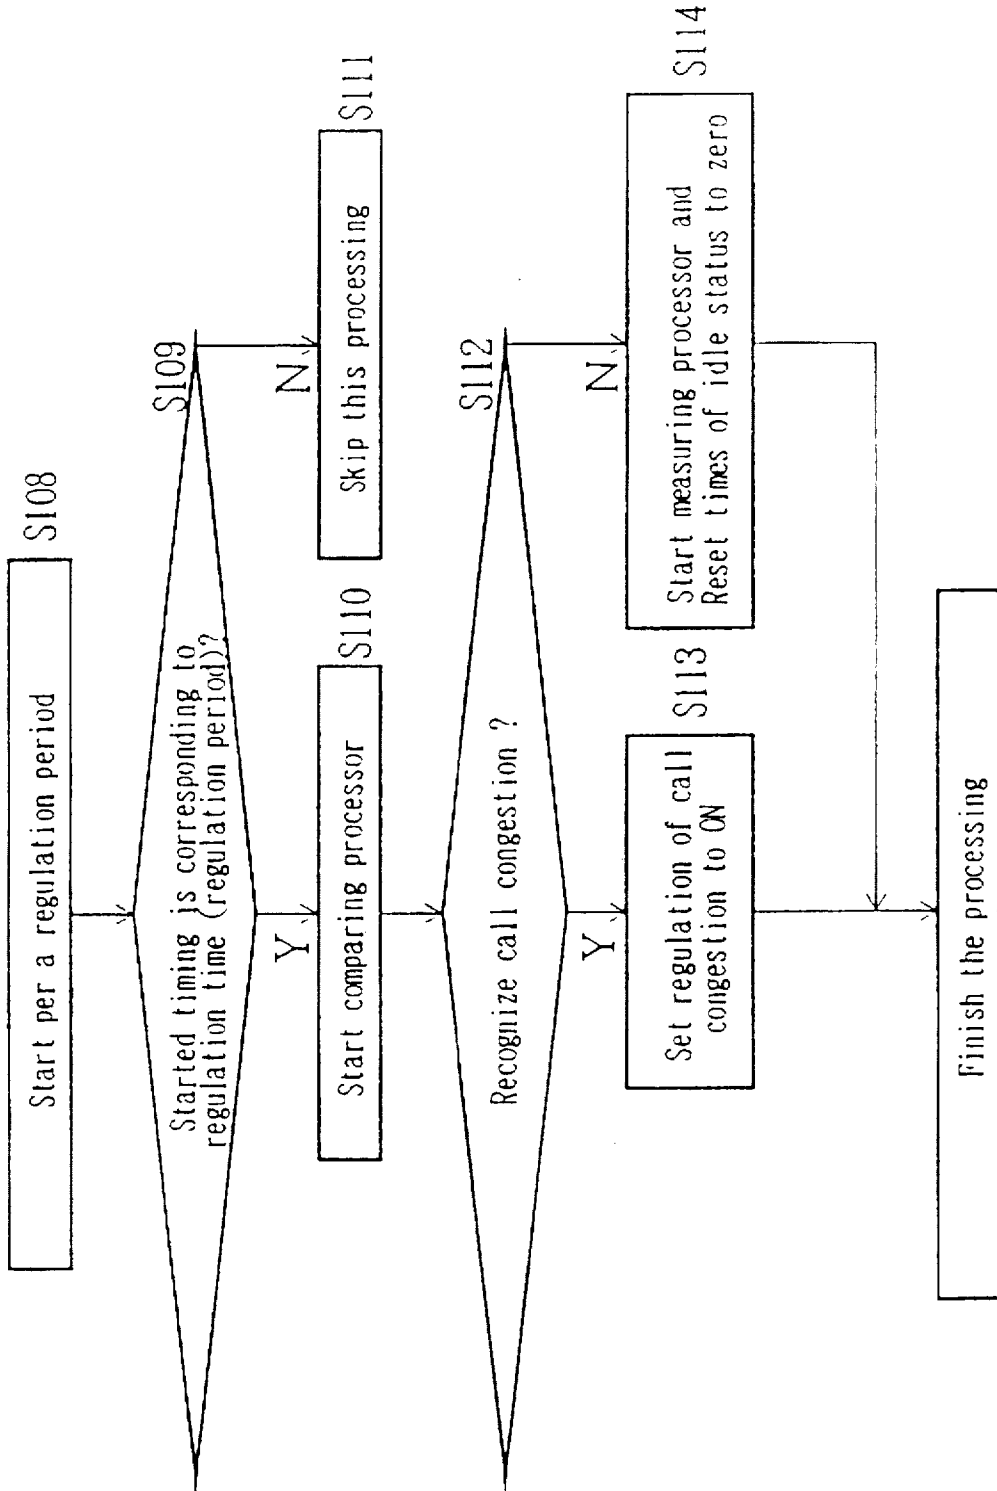 Start per a regulation period
S108
S109
Started timing is corresponding to
regulation time (regulation period)?
Y
N
Start comparing processor
S110
Skip this processing
S111
S112
Recognize call congestion ?
Y
N
Set regulation of call
congestion to ON
S113
Start measuring processor and
Reset times of idle status to zero
S114
Finish the processing